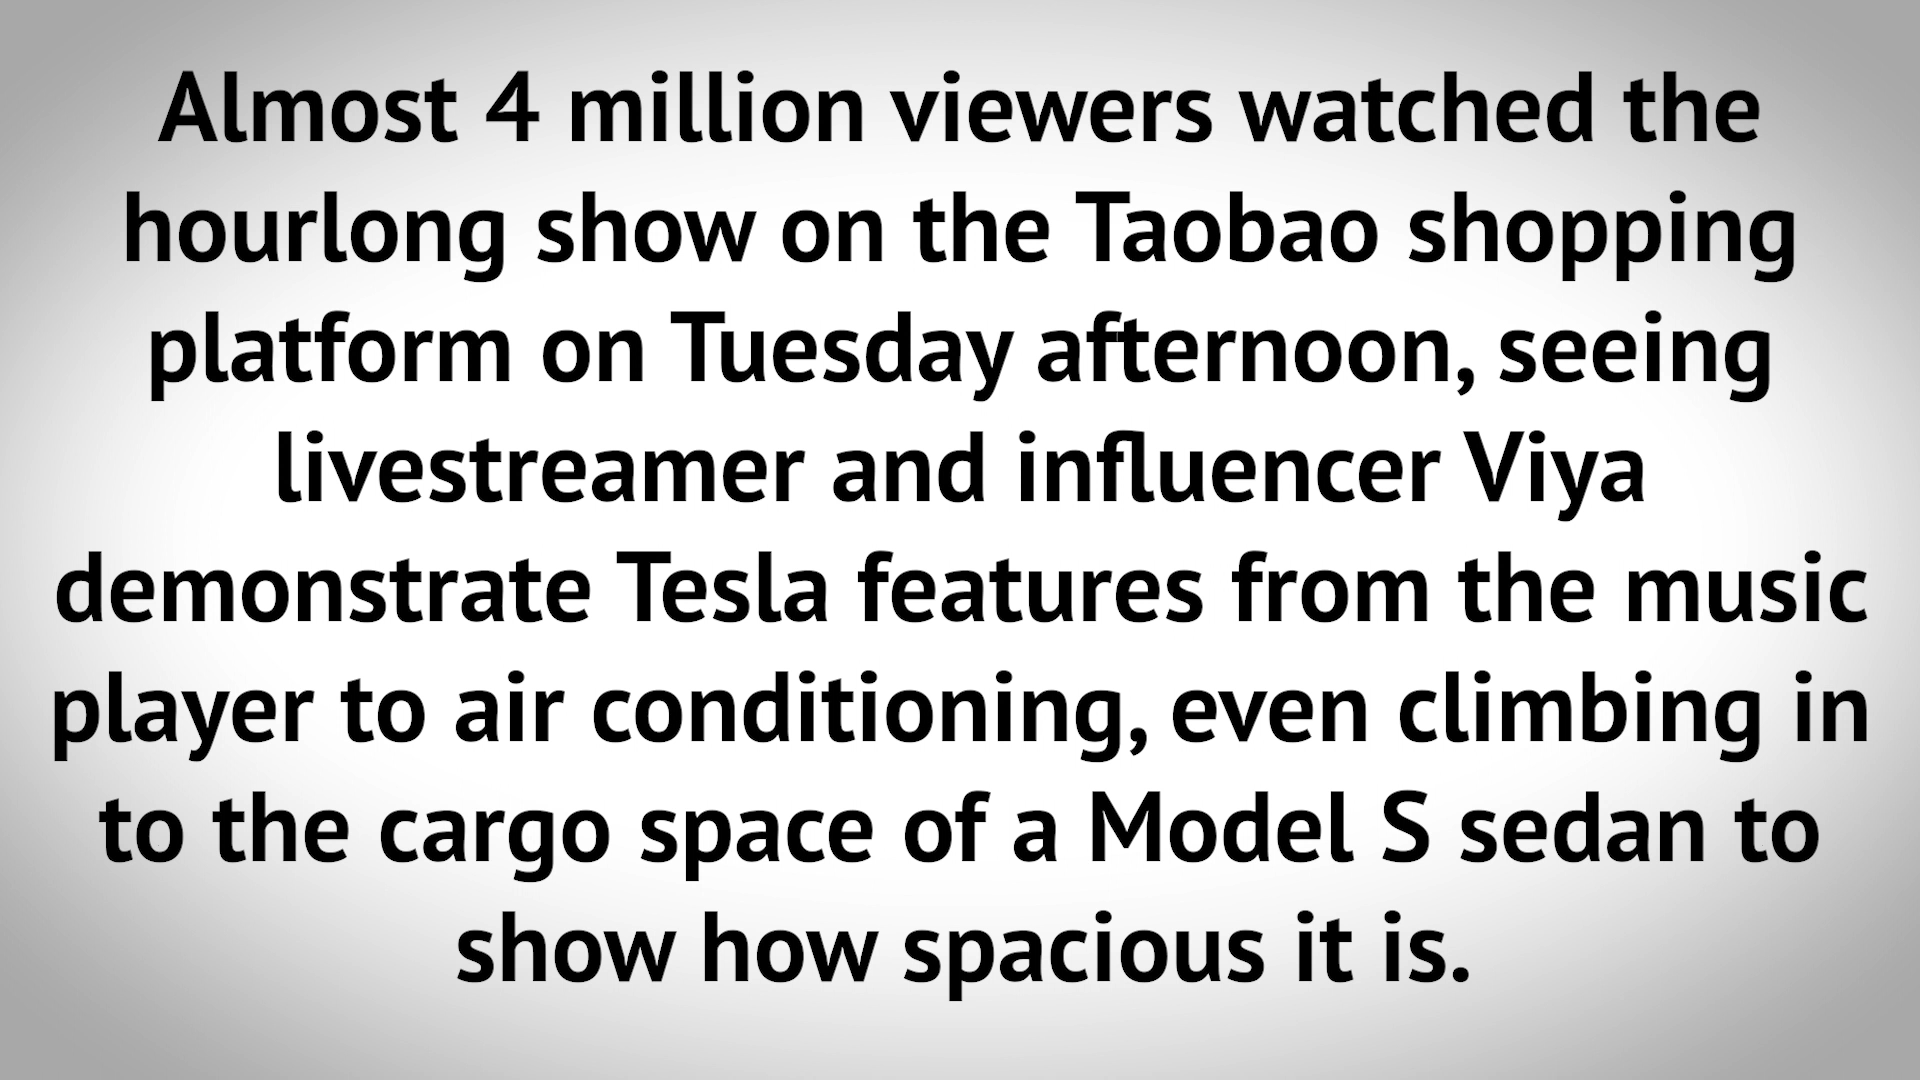 Almost 4 million viewers watched the
hourlong show on the Taobao shopping
platform on Tuesday afternoon, seeing
livestreamer and influencer Viya
demonstrate Tesla features from the music
player to air conditioning, even climbing in
to the cargo space of a Model S sedan to
show how spacious it is.